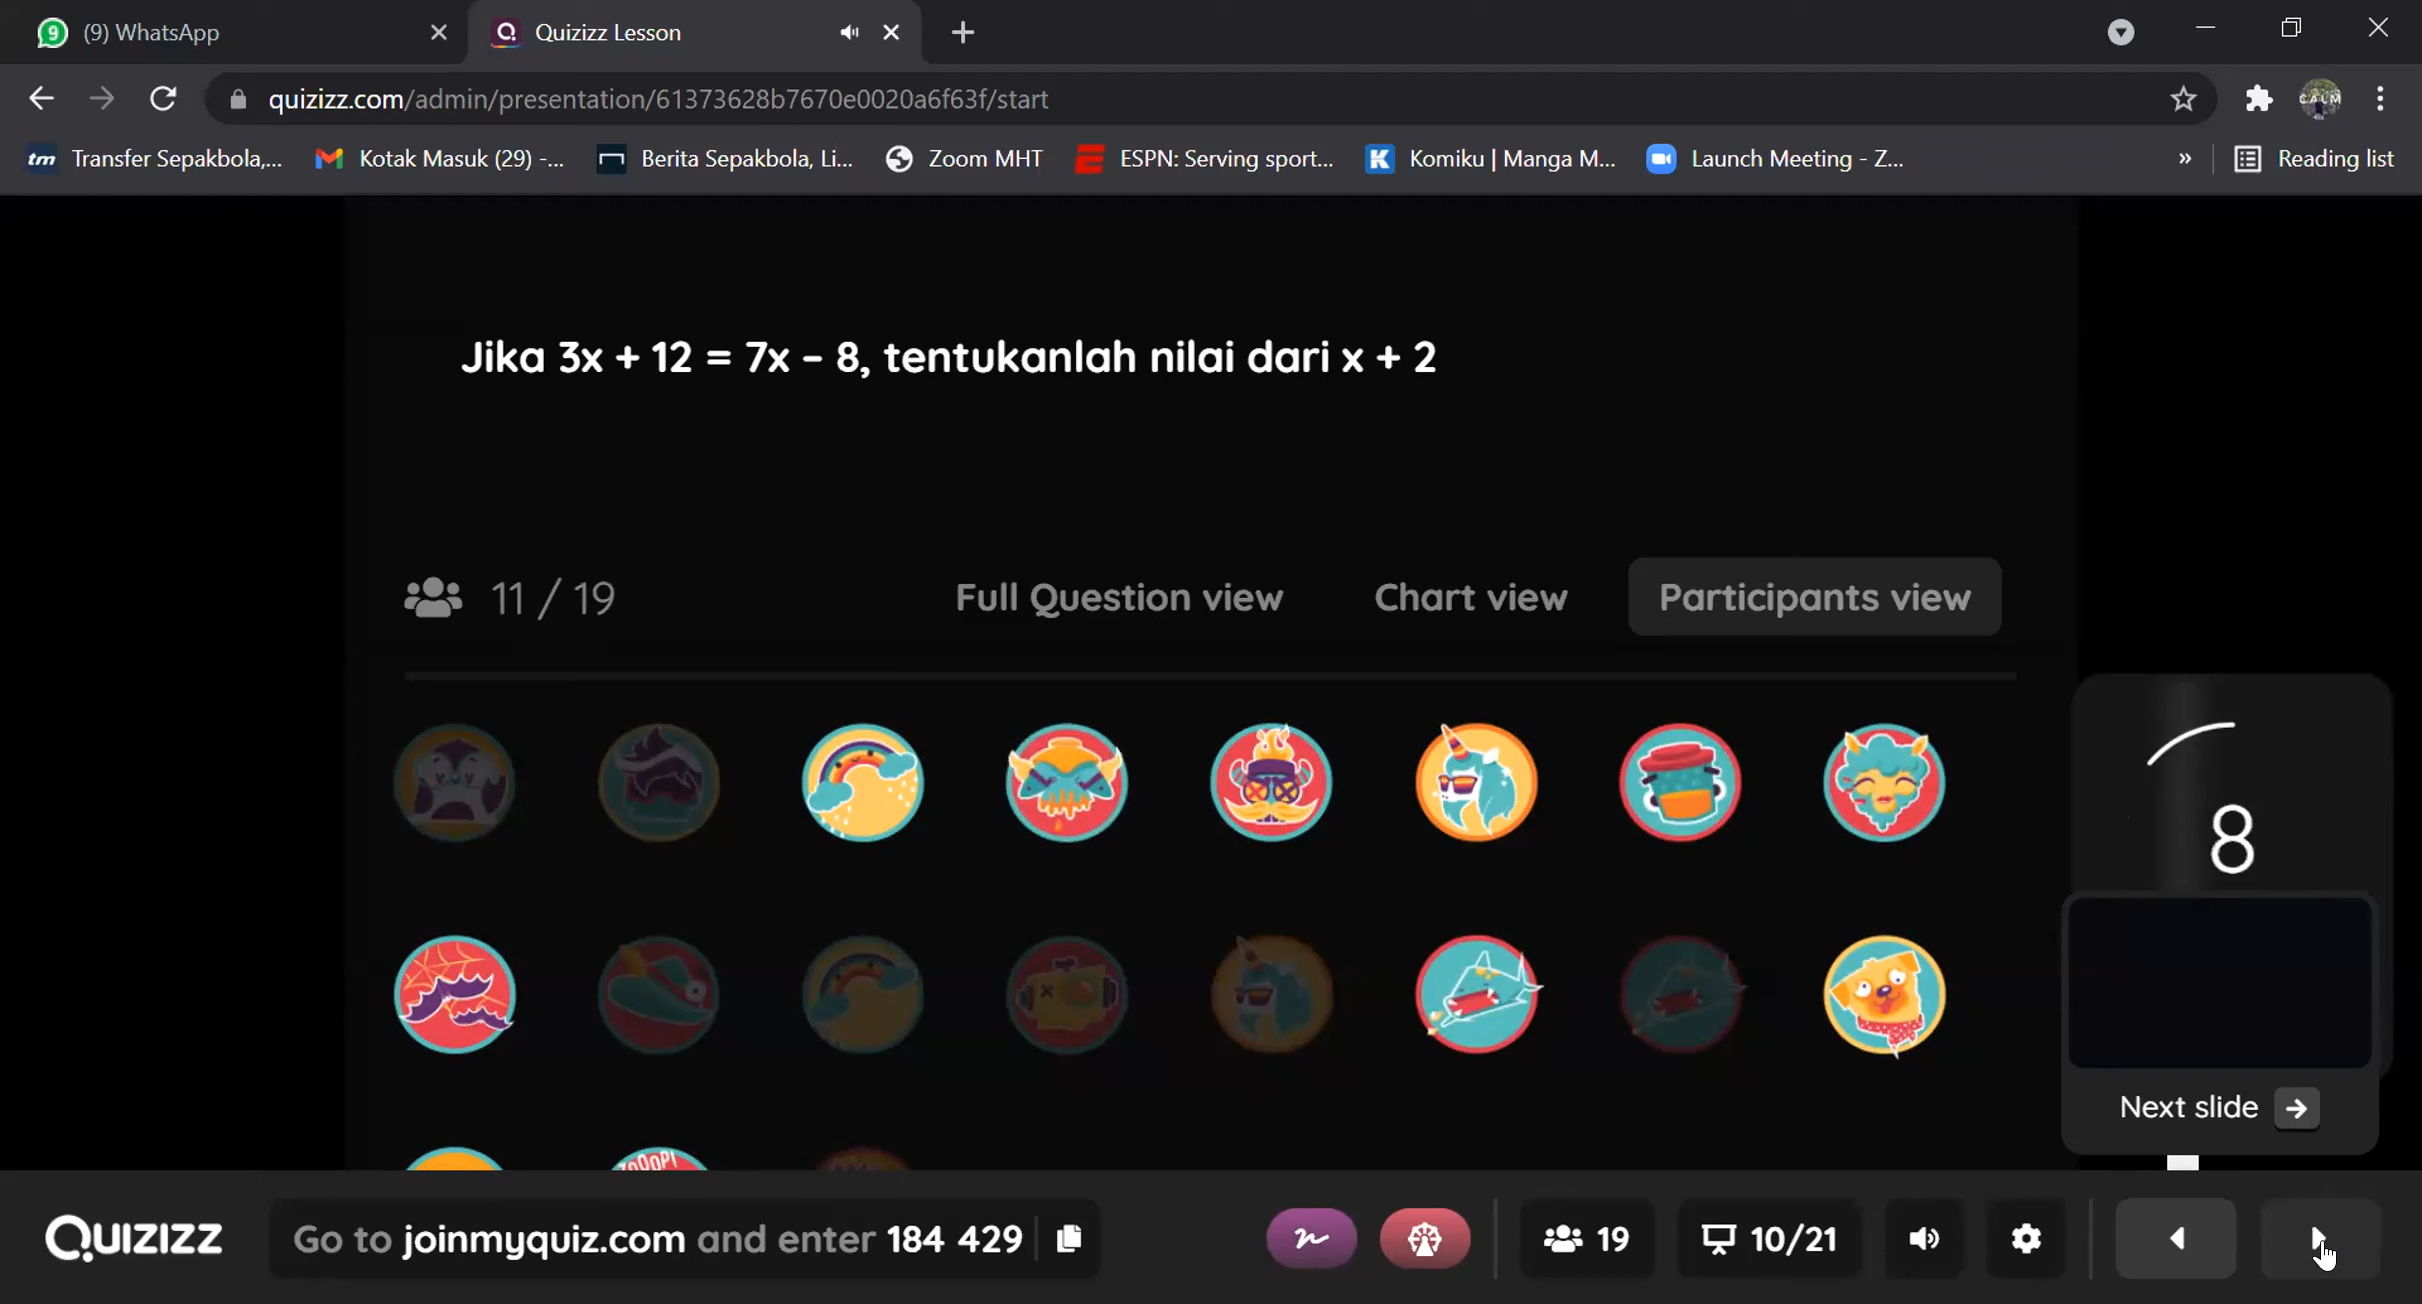 (9) WhatsApp
Quizizz Lesson
quizizz.com/admin/presentation/61373628b7670e0020a6f63f/start
CALM
tm Transfer Sepakbola,...
Kotak Masuk (29) -...
Berita Sepakbola, Li...
Zoom MHT
ESPN: Serving sport...
Komiku | Manga M...
Launch Meeting - Z...
»
Reading list
Jika 3x + 12 = 7x – 8, tentukanlah nilai dari x + 2
11 / 19
Full Question view
Chart view
Participants view
8
Next slide
ZOOOP!
QUIZIZZ
Go to joinmyquiz.com and enter 184 429
19
10/21